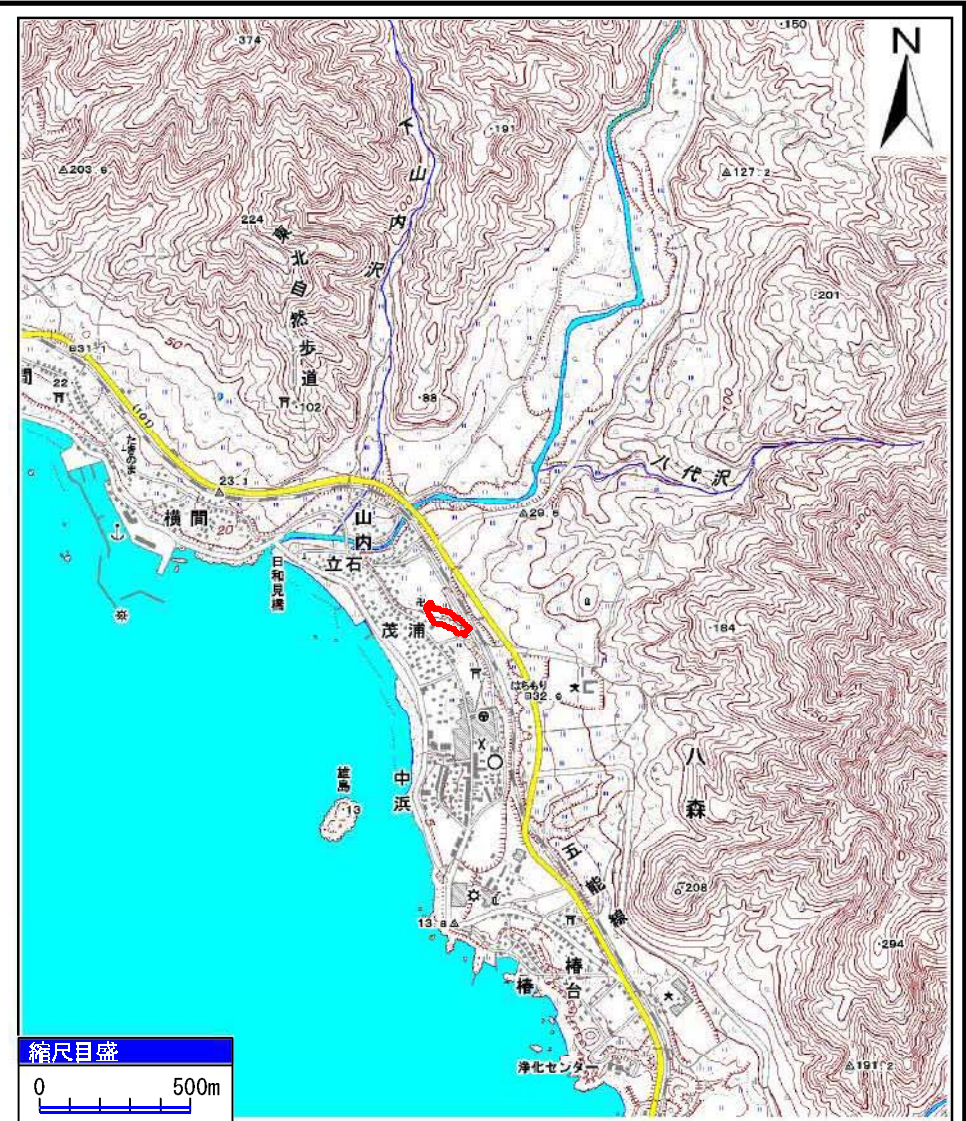 N
・374
・150
・191
山内沢
△203.6
△127.2
224
東北自然歩道
・201
・102
・88
50
100
22
(101)
たきのま
23.1
横間
20
山内
立石
日和見橋
八代沢
△29.6
茂浦
・184
はちもり
32.9
八森
中浜
雄島
・13
五能線
・208
13.8△
・294
椿台
椿
浄化センター
△191.2
縮尺目盛
0 500m